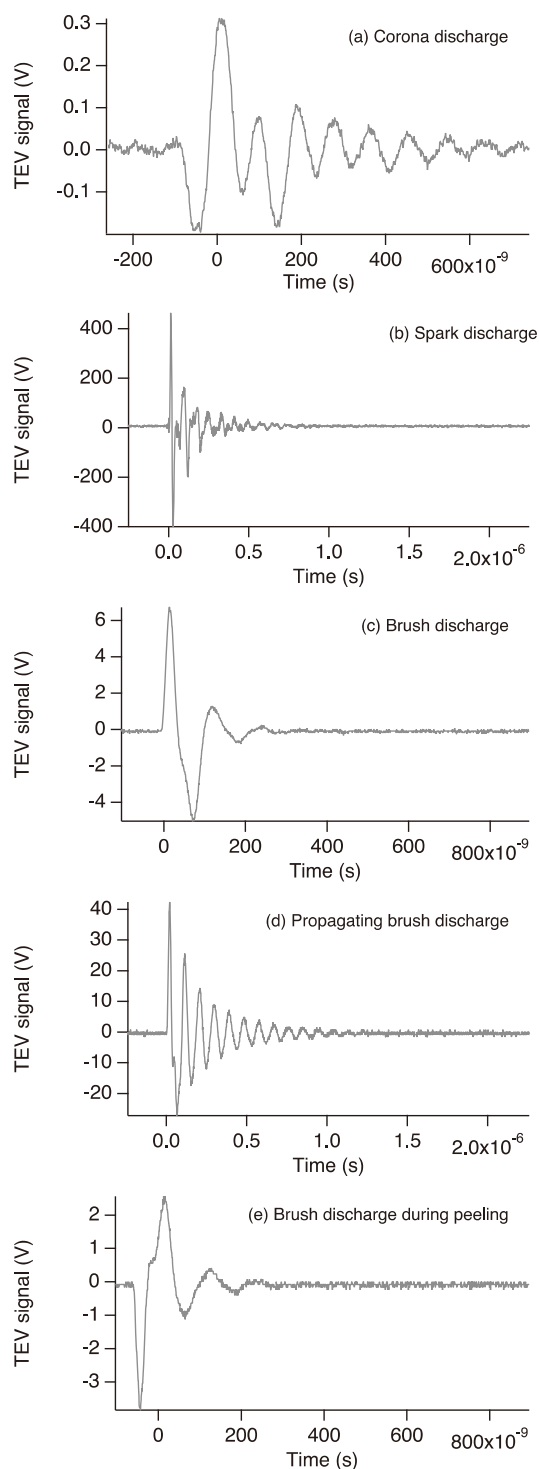 (a) Corona discharge
TEV signal (V)
0.3
0.2
0.1
0.0
-0.1
-200
0
200
400
600x10-9
Time (s)
(b) Spark discharge
TEV signal (V)
400
200
0
-200
-400
0.0
0.5
1.0
1.5
2.0x10-6
Time (s)
(c) Brush discharge
TEV signal (V)
6
4
2
0
-2
-4
0
200
400
600
800x10-9
Time (s)
(d) Propagating brush discharge
TEV signal (V)
40
30
20
10
0
-10
-20
0.0
0.5
1.0
1.5
2.0x10-6
Time (s)
(e) Brush discharge during peeling
TEV signal (V)
2
1
0
-1
-2
-3
0
200
400
600
800x10-9
Time (s)